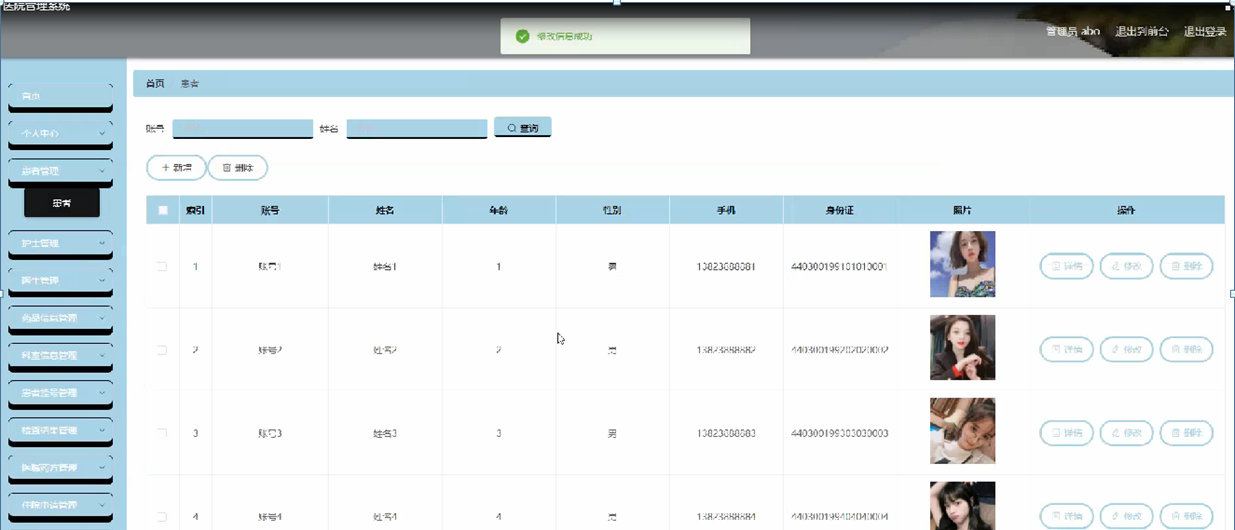 医院管理系统
修改信息成功
管理员 abo 退出到前台 退出登录
首页 患者
首页
个人中心
患者管理
患者
护士管理
医生管理
药品信息管理
科室信息管理
患者挂号管理
检查结果管理
医嘱药方管理
住院申请管理
账号 姓名 查询
新增 删除
索引 账号 姓名 年龄 性别 手机 身份证 照片 操作
1 账号1 姓名1 1 男 13823888881 440300199101010001 详情 修改 删除
2 账号2 姓名2 2 男 13823888882 440300199202020002 详情 修改 删除
3 账号3 姓名3 3 男 13823888883 440300199303030003 详情 修改 删除
4 账号4 姓名4 4 男 13823888884 440300199404040004 详情 修改 删除